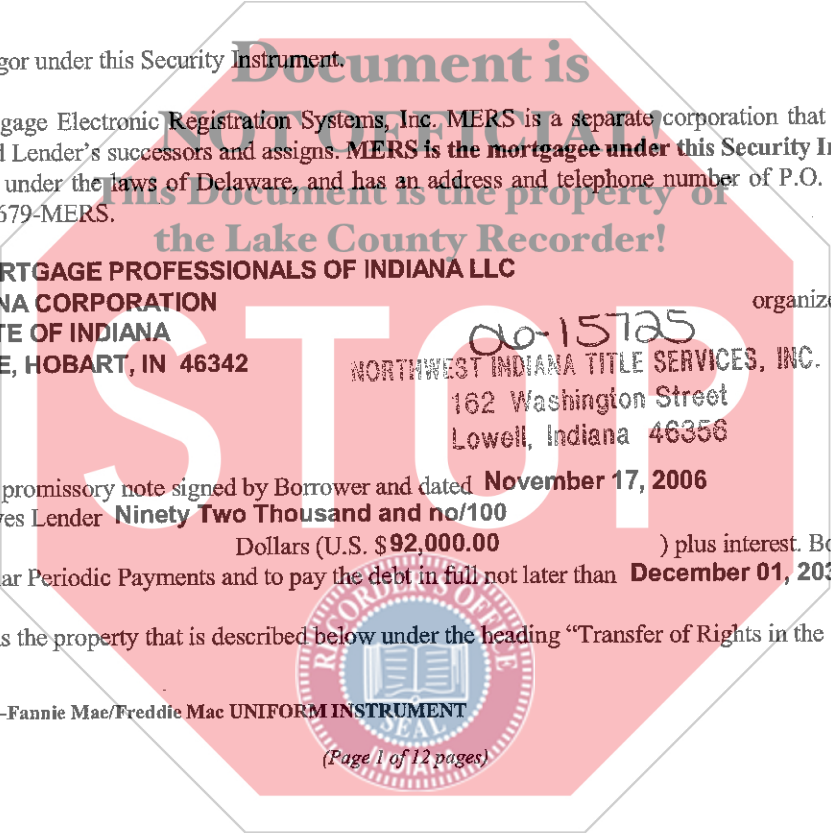 Document is
gor under this Security Instrument.
NOT OFFICIAL!
gage Electronic Registration Systems, Inc. MERS is a separate corporation that
d Lender's successors and assigns. MERS is the mortgagee under this Security In
under the laws of Delaware, and has an address and telephone number of P.O.
This Document is the property of
679-MERS.
the Lake County Recorder!
RTGAGE PROFESSIONALS OF INDIANA LLC
NA CORPORATION
organize
TE OF INDIANA
06-15725
E, HOBART, IN 46342
NORTHWEST INDIANA TITLE SERVICES, INC.
162 Washington Street
Lowell, Indiana 46356
STOP
promissory note signed by Borrower and dated November 17, 2006
es Lender Ninety Two Thousand and no/100
Dollars (U.S. $92,000.00 ) plus interest. Bo
ar Periodic Payments and to pay the debt in full not later than December 01, 203
RECORDER'S OFFICE
s the property that is described below under the heading "Transfer of Rights in the
-Fannie Mae/Freddie Mac UNIFORM INSTRUMENT
SEAL
INDIANA
(Page 1 of 12 pages)